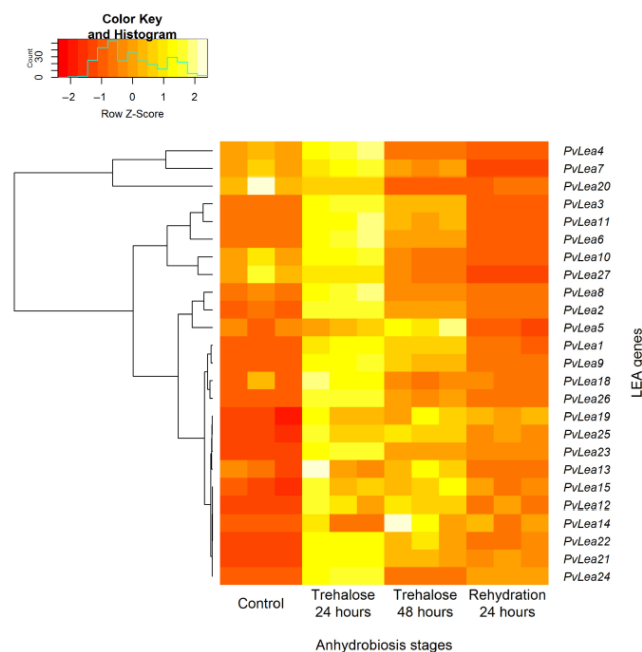 Color Key
and Histogram
Count
0 30
−2 −1 0 1 2
Row Z-Score
PvLea4
PvLea7
PvLea20
PvLea3
PvLea11
PvLea6
PvLea10
PvLea27
PvLea8
PvLea2
PvLea5
PvLea1
PvLea9
PvLea18
PvLea26
PvLea19
PvLea25
PvLea23
PvLea13
PvLea15
PvLea12
PvLea14
PvLea22
PvLea21
PvLea24
LEA genes
Control
Trehalose
24 hours
Trehalose
48 hours
Rehydration
24 hours
Anhydrobiosis stages